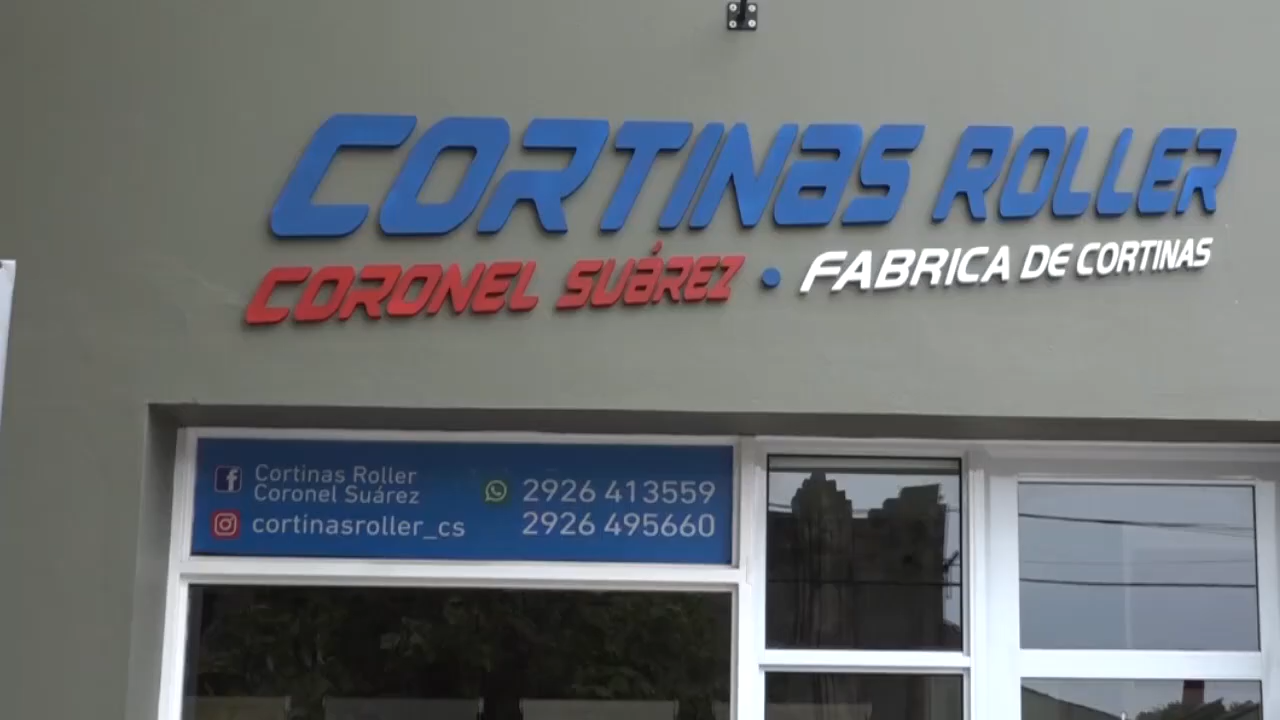 CORTINAS ROLLER
CORONEL SUÁREZ • FABRICA DE CORTINAS
Cortinas Roller
Coronel Suárez
cortinasroller_cs
2926 413559
2926 495660